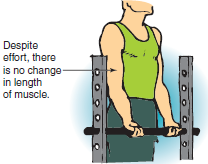 Despite
effort, there
is no change
in length
of muscle.